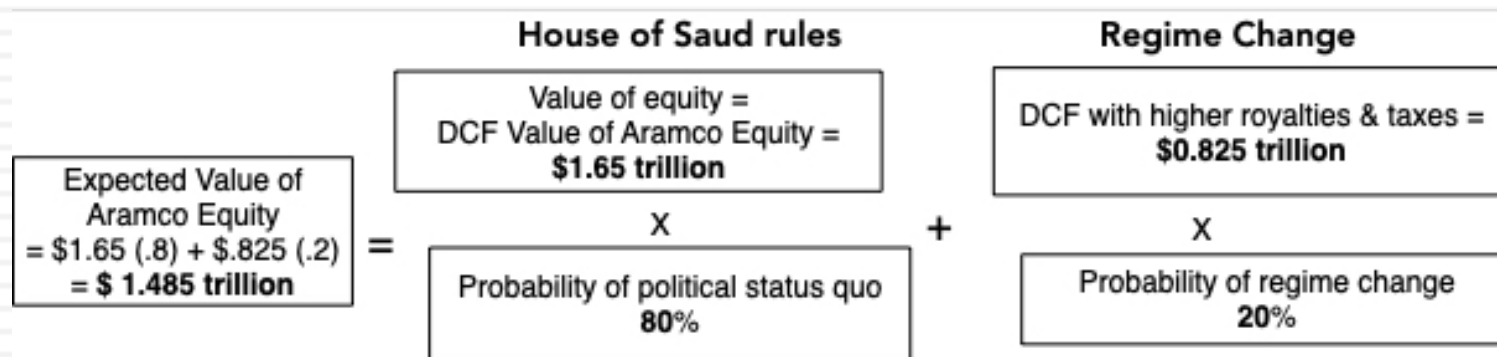 House of Saud rules
Regime Change
Value of equity =
DCF Value of Aramco Equity =
$1.65 trillion
DCF with higher royalties & taxes =
$0.825 trillion
Expected Value of
Aramco Equity
= $1.65 (.8) + $.825 (.2)
= $ 1.485 trillion
=
X
+
X
Probability of political status quo
80%
Probability of regime change
20%